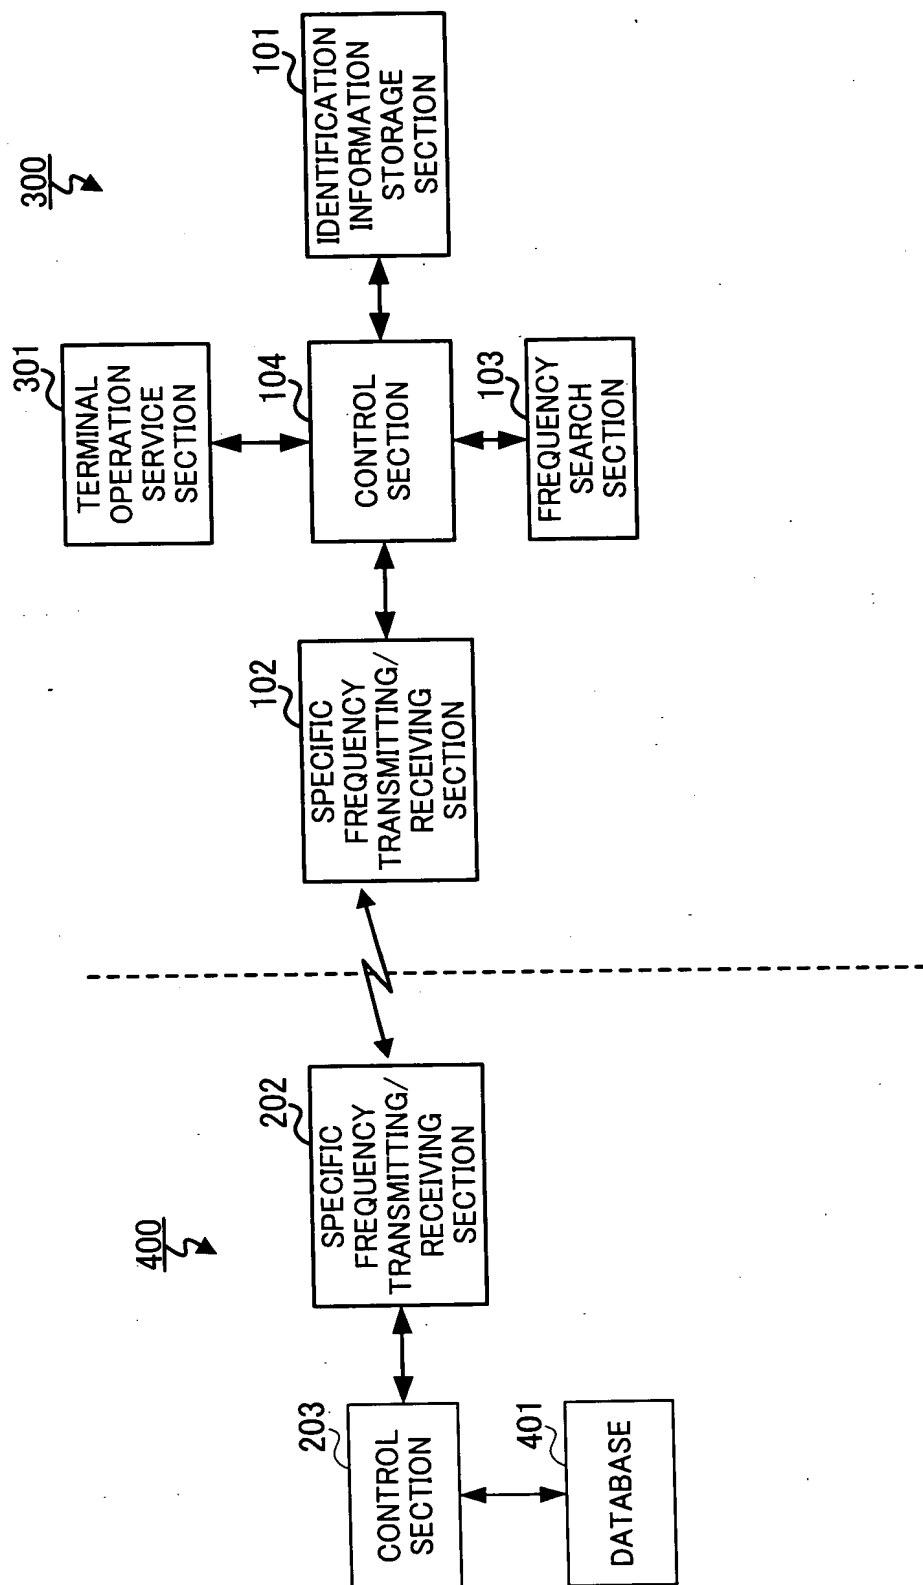 400
203
CONTROL
SECTION
202
SPECIFIC
FREQUENCY
TRANSMITTING/
RECEIVING
SECTION
401
DATABASE
300
102
SPECIFIC
FREQUENCY
TRANSMITTING/
RECEIVING
SECTION
301
TERMINAL
OPERATION
SERVICE
SECTION
104
CONTROL
SECTION
103
FREQUENCY
SEARCH
SECTION
101
IDENTIFICATION
INFORMATION
STORAGE
SECTION